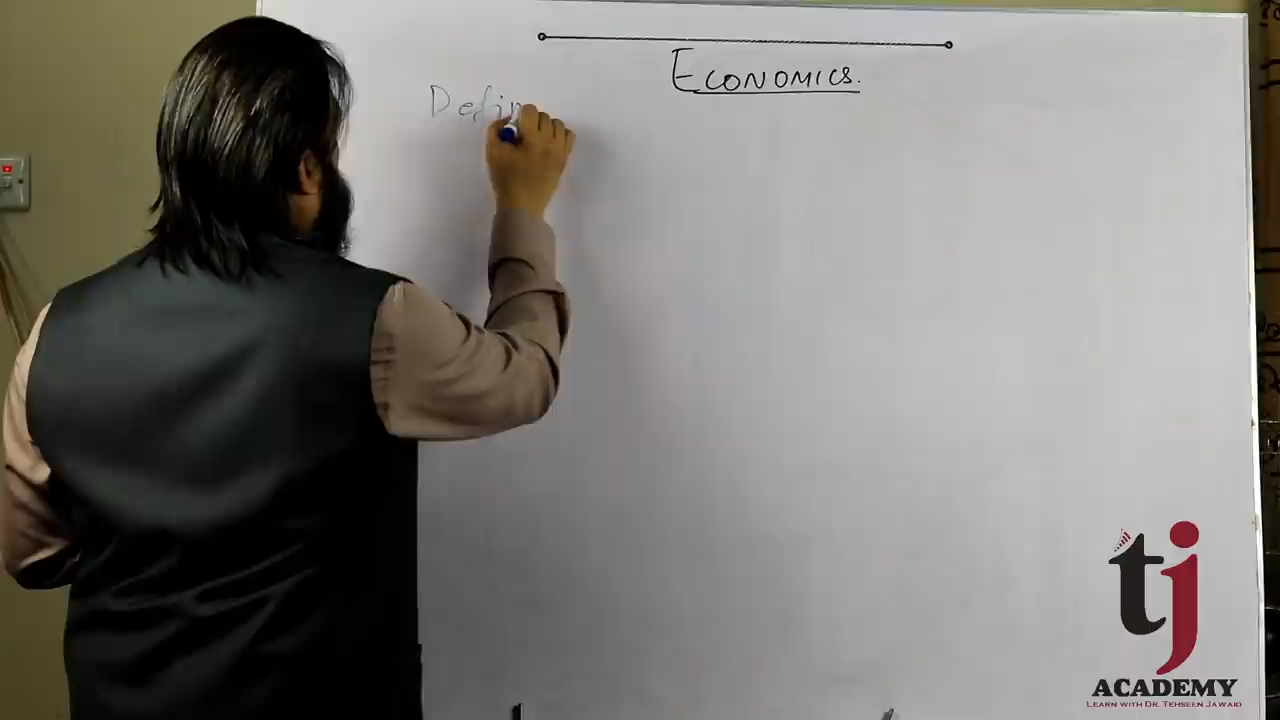 ECONOMICS.
Defin
tj
ACADEMY
LEARN WITH DR. TEHSEEN JAWAID